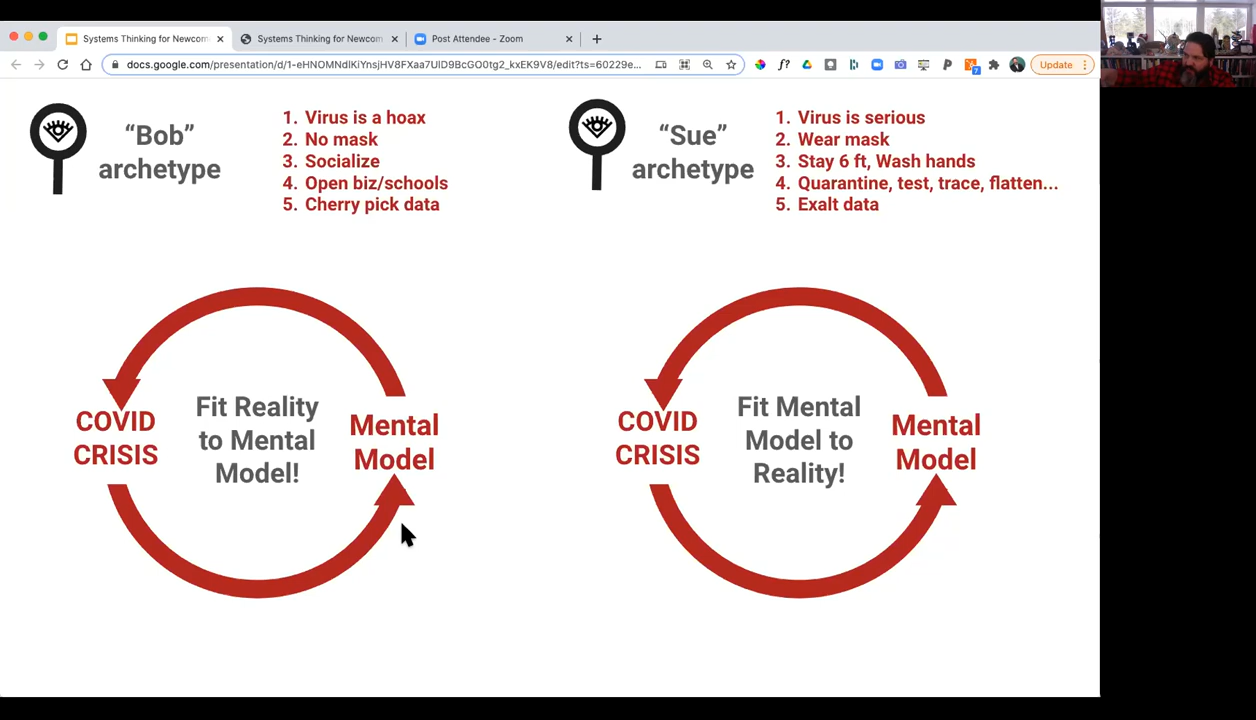 Systems Thinking for Newcom
Systems Thinking for Newcom
Post Attendee - Zoom
docs.google.com/presentation/d/1-eHNOMNdlKiYnsjHV8FXaa7UlD9BcGO0tg2_kxEK9V8/edit?ts=60229e...
f?
7
Update
“Bob”
archetype
1. Virus is a hoax
2. No mask
3. Socialize
4. Open biz/schools
5. Cherry pick data
“Sue”
archetype
1. Virus is serious
2. Wear mask
3. Stay 6 ft, Wash hands
4. Quarantine, test, trace, flatten...
5. Exalt data
COVID
CRISIS
Fit Reality
to Mental
Model!
Mental
Model
COVID
CRISIS
Fit Mental
Model to
Reality!
Mental
Model